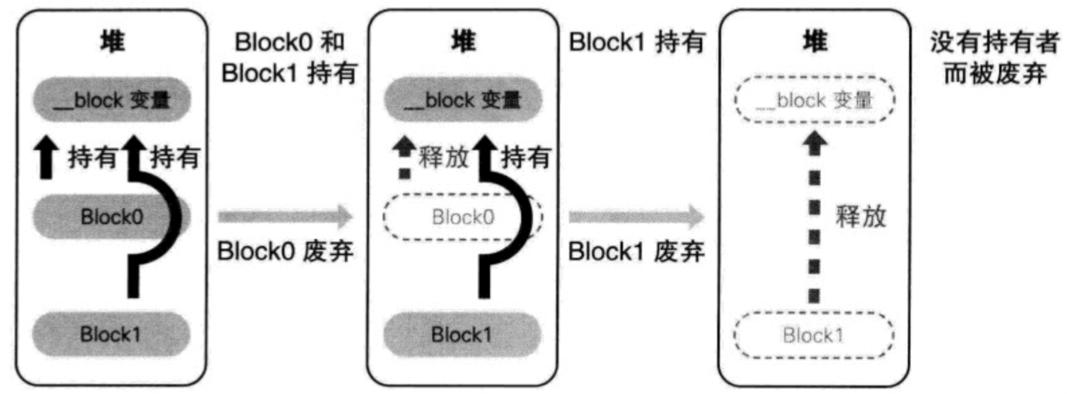 堆
__block 变量
持有
持有
Block0
Block1
Block0 和
Block1 持有
Block0 废弃
堆
__block 变量
释放
持有
Block0
Block1
Block1 持有
Block1 废弃
堆
__block 变量
释放
Block1
没有持有者
而被废弃